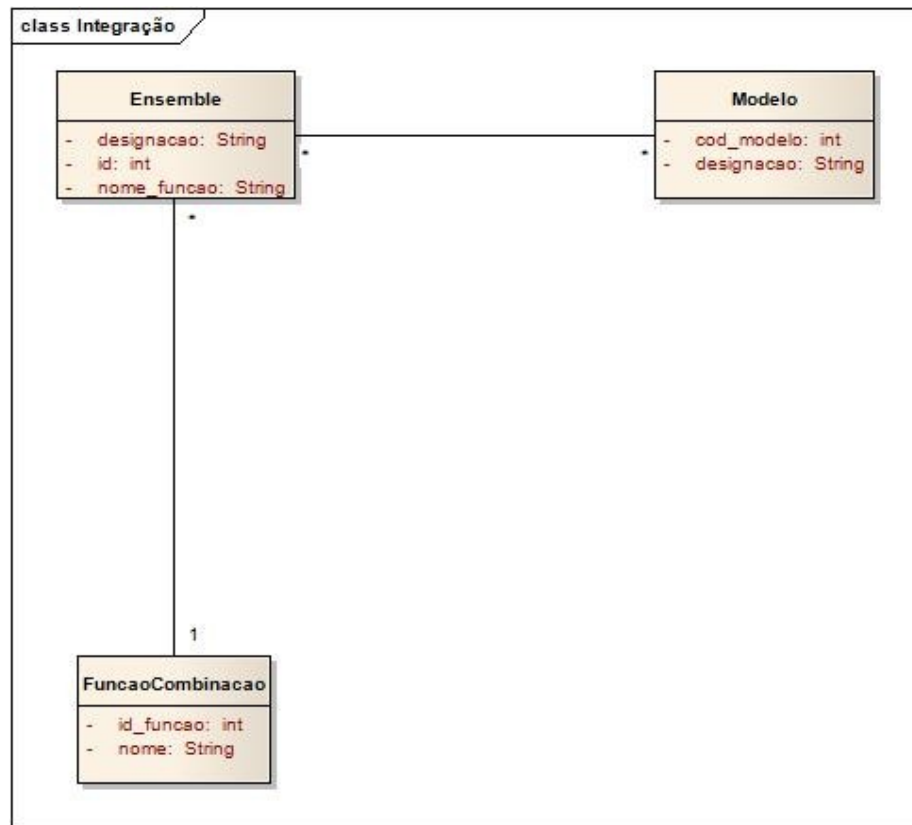 class Integração
Ensemble
- designacao: String
- id: int
- nome_funcao: String
*
Modelo
- cod_modelo: int
- designacao: String
*
*
1
FuncaoCombinacao
- id_funcao: int
- nome: String